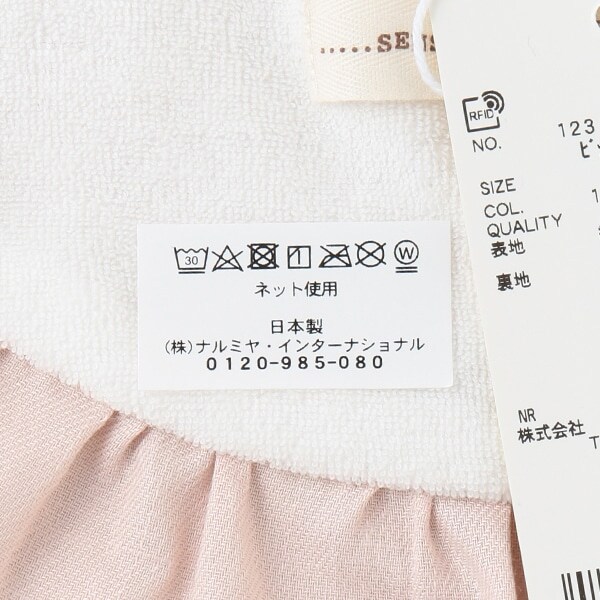 .....SENS
RFID
NO.
123
ビッ
SIZE
COL.
QUALITY
表地
裏地
30 W
ネット使用
日本製
(株)ナルミヤ・インターナショナル
0120-985-080
NR
株式会社
T